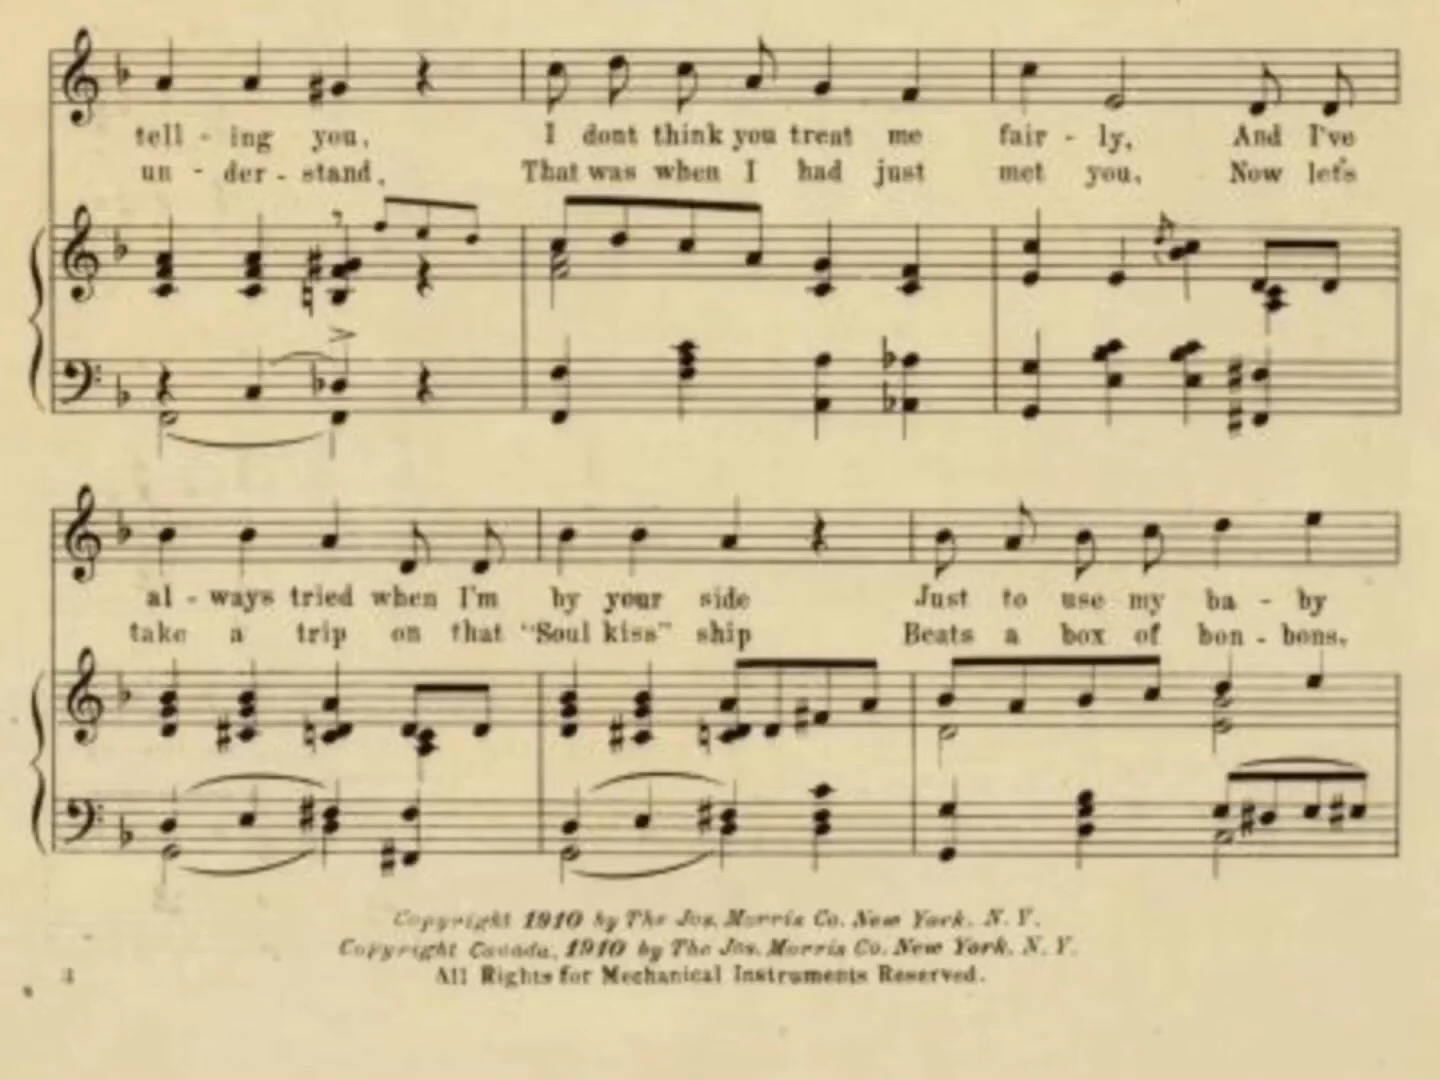 tell - ing you, I dont think you treat me fair - ly, And I've
un - der - stand, That was when I had just met you, Now let's
al - ways tried when I'm by your side Just to use my ba - by
take a trip on that "Soul kiss" ship Beats a box of bon - bons.
Copyright 1910 by The Jos. Morris Co. New York. N. Y.
Copyright Canada, 1910 by The Jos. Morris Co. New York. N. Y.
All Rights for Mechanical Instruments Reserved.